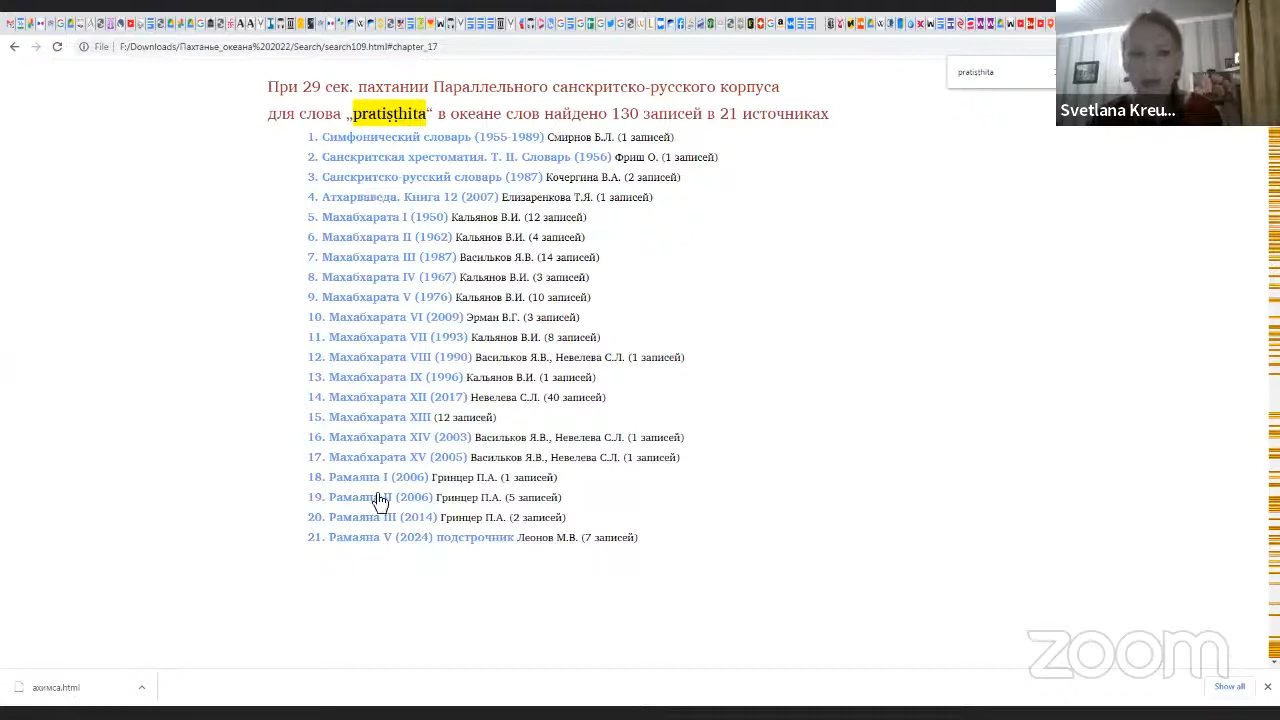 File
F:/Downloads/Пахтанье_океана%202022/Search/search109.html#chapter_17
pratiṣṭhita
Svetlana Kreu...
При 29 сек. пахтании Параллельного санскритско-русского корпуса
для слова „pratiṣṭhita“ в океане слов найдено 130 записей в 21 источниках
1. Симфонический словарь (1955-1989) Смирнов Б.Л. (1 записей)
2. Санскритская хрестоматия. Т. II. Словарь (1956) Фриш О. (1 записей)
3. Санскритско-русский словарь (1987) Кочергина В.А. (2 записей)
4. Атхарваведа. Книга 12 (2007) Елизаренкова Т.Я. (1 записей)
5. Махабхарата I (1950) Кальянов В.И. (12 записей)
6. Махабхарата II (1962) Кальянов В.И. (4 записей)
7. Махабхарата III (1987) Васильков Я.В. (14 записей)
8. Махабхарата IV (1967) Кальянов В.И. (3 записей)
9. Махабхарата V (1976) Кальянов В.И. (10 записей)
10. Махабхарата VI (2009) Эрман В.Г. (3 записей)
11. Махабхарата VII (1993) Кальянов В.И. (8 записей)
12. Махабхарата VIII (1990) Васильков Я.В., Невелева С.Л. (1 записей)
13. Махабхарата IX (1996) Кальянов В.И. (1 записей)
14. Махабхарата XII (2017) Невелева С.Л. (40 записей)
15. Махабхарата XIII (12 записей)
16. Махабхарата XIV (2003) Васильков Я.В., Невелева С.Л. (1 записей)
17. Махабхарата XV (2005) Васильков Я.В., Невелева С.Л. (1 записей)
18. Рамаяна I (2006) Гринцер П.А. (1 записей)
19. Рамаяна II (2006) Гринцер П.А. (5 записей)
20. Рамаяна III (2014) Гринцер П.А. (2 записей)
21. Рамаяна V (2024) подстрочник Леонов М.В. (7 записей)
zoom
ахимса.html
Show all